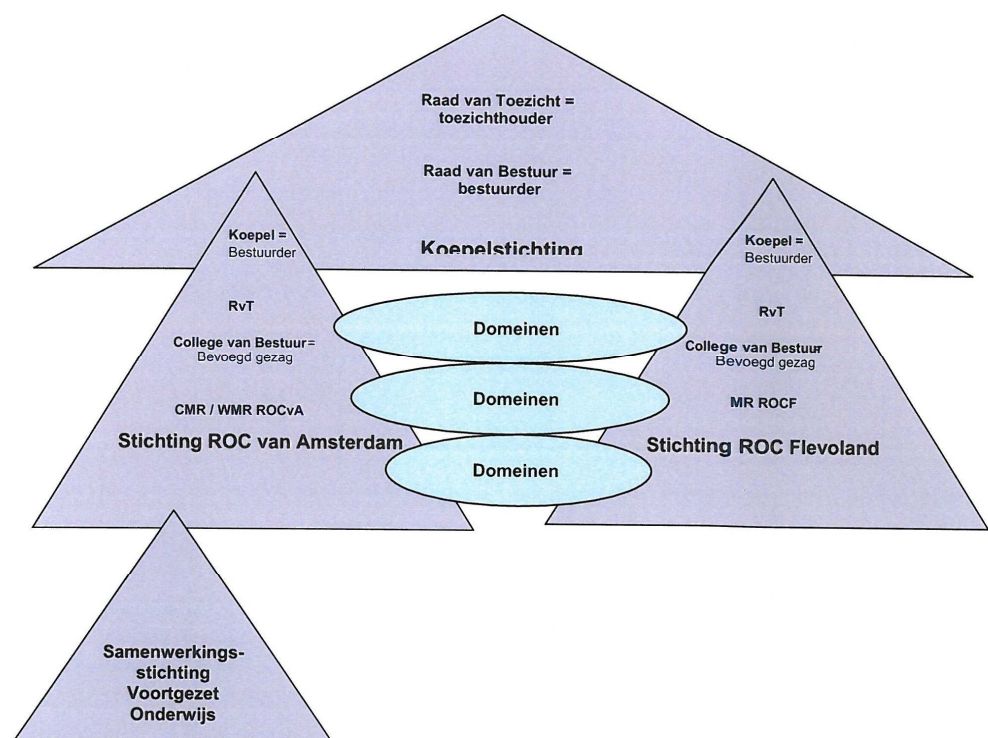 Raad van Toezicht =
toezichthouder
Raad van Bestuur =
bestuurder
Koepelstichting
Koepel =
Bestuurder
RvT
College van Bestuur=
Bevoegd gezag
CMR / WMR ROCvA
Stichting ROC van Amsterdam
Domeinen
Domeinen
Domeinen
Koepel =
Bestuurder
RvT
College van Bestuur
Bevoegd gezag
MR ROCF
Stichting ROC Flevoland
Samenwerkings-
stichting
Voortgezet
Onderwijs